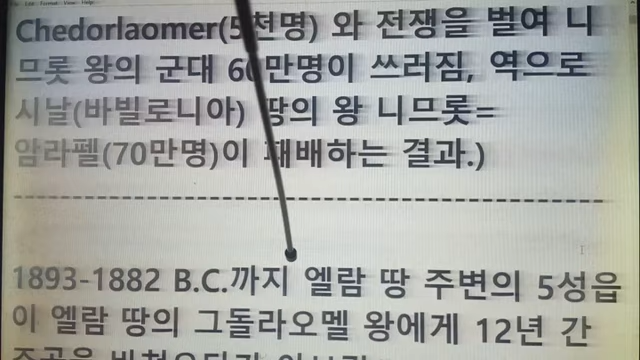 Chedorlaomer(5천명) 와 전쟁을 벌여 니
므롯 왕의 군대 60만명이 쓰러짐, 역으로
시날(바빌로니아) 땅의 왕 니므롯=
암라펠(70만명)이 패배하는 결과.)
1893-1882 B.C.까지 엘람 땅 주변의 5성읍
이 엘람 땅의 그돌라오멜 왕에게 12년 간